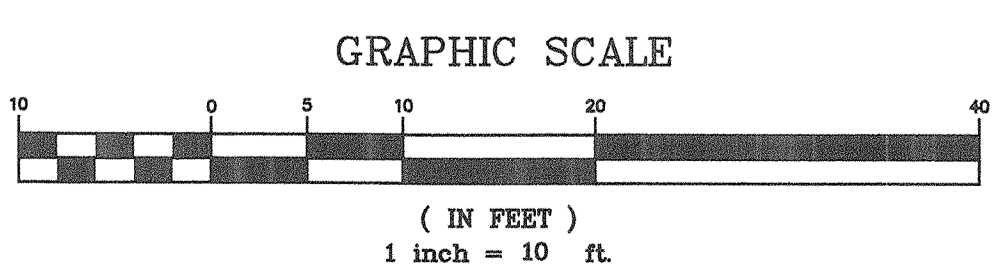 GRAPHIC SCALE
10 0 5 10 20 40
( IN FEET )
1 inch = 10 ft.